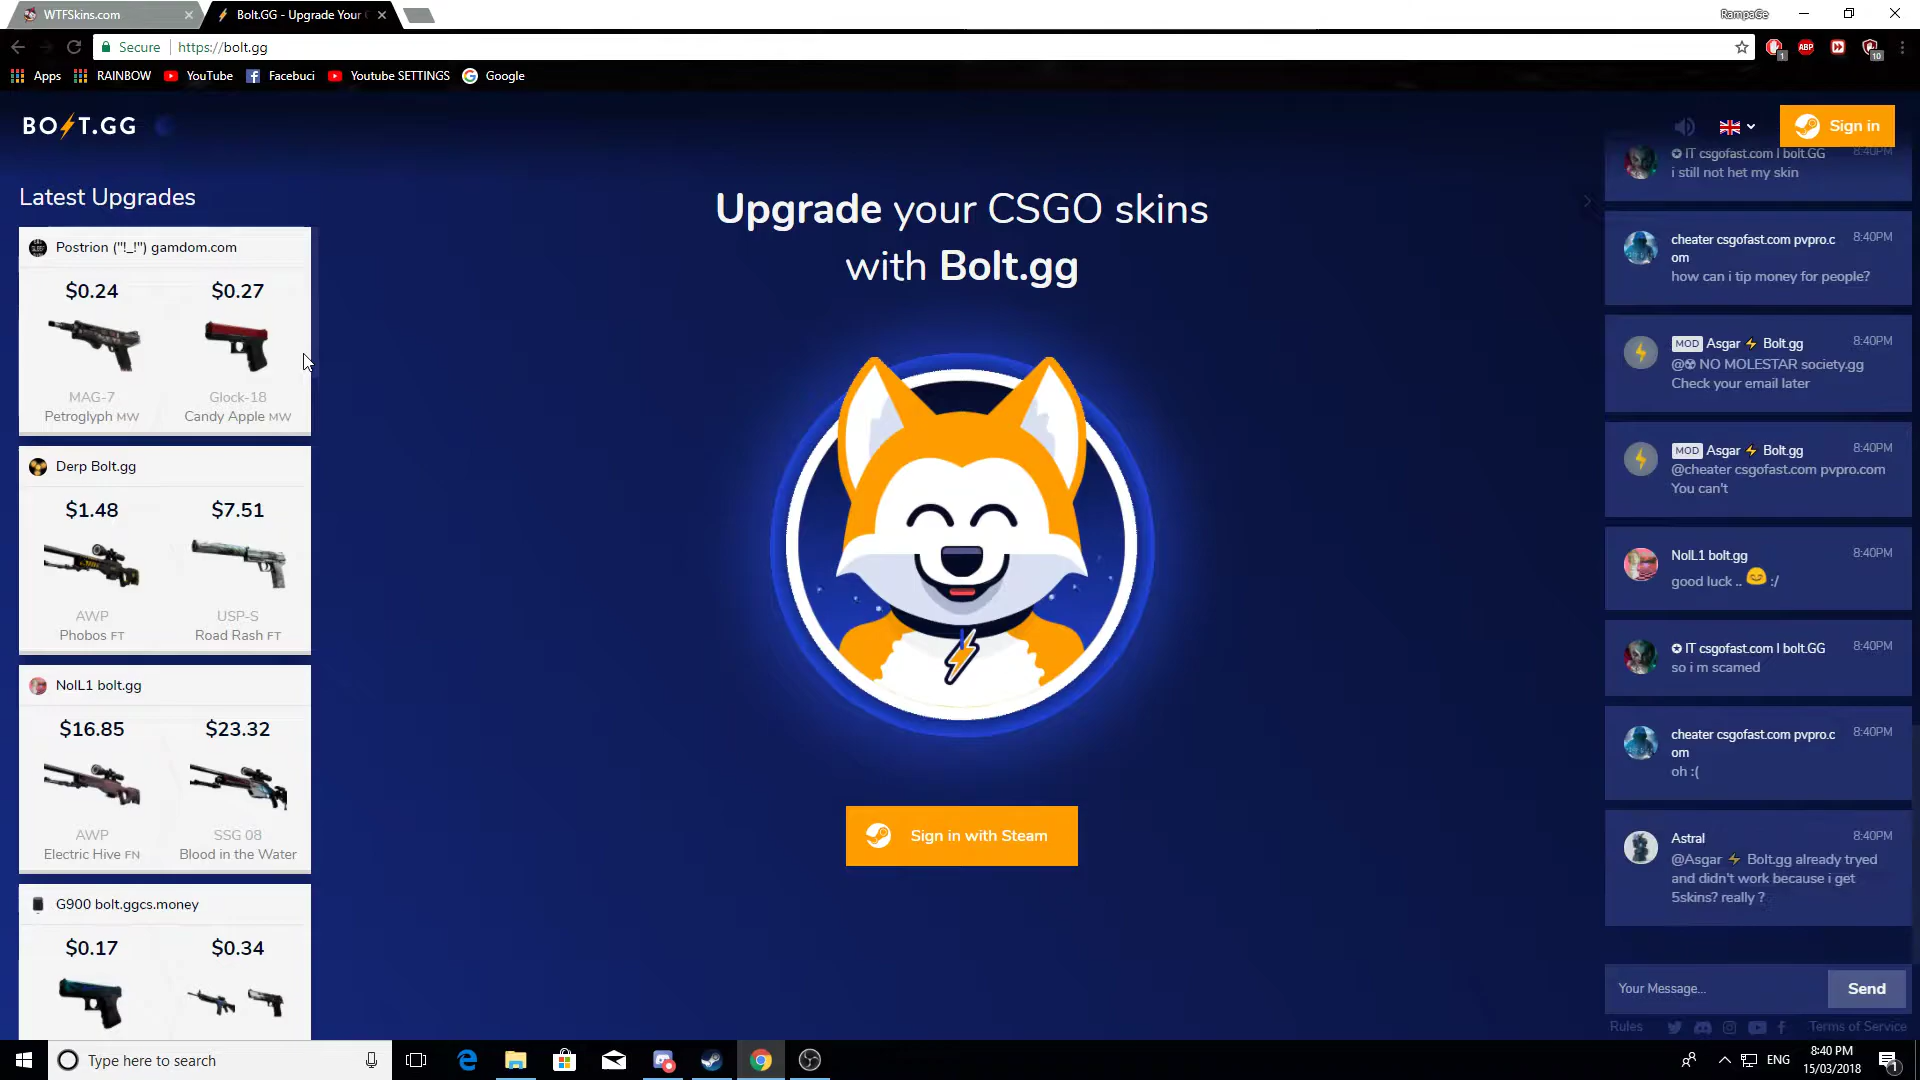 WTFSkins.com
Bolt.GG - Upgrade Your
RampaGe
Secure
https://bolt.gg
ABP
1
10
Apps
RAINBOW
YouTube
Facebuci
Youtube SETTINGS
Google
BOLT.GG
Sign in
Latest Upgrades
Postrion ("!_!") gamdom.com
$0.24
$0.27
MAG-7
Glock-18
Petroglyph MW
Candy Apple MW
Derp Bolt.gg
$1.48
$7.51
AWP
USP-S
Phobos FT
Road Rash FT
NolL1 bolt.gg
$16.85
$23.32
AWP
SSG 08
Electric Hive FN
Blood in the Water
G900 bolt.ggcs.money
$0.17
$0.34
Upgrade your CSGO skins
with Bolt.gg
Sign in with Steam
✪ IT csgofast.com l bolt.GG
8:40PM
i still not het my skin
cheater csgofast.com pvpro.c
om
8:40PM
how can i tip money for people?
MOD Asgar ⚡ Bolt.gg
8:40PM
@☢ NO MOLESTAR society.gg
Check your email later
MOD Asgar ⚡ Bolt.gg
8:40PM
@cheater csgofast.com pvpro.com
You can't
NolL1 bolt.gg
8:40PM
good luck .. 😊 :/
✪ IT csgofast.com l bolt.GG
8:40PM
so i m scamed
cheater csgofast.com pvpro.c
om
8:40PM
oh :(
Astral
8:40PM
@Asgar ⚡ Bolt.gg already tryed
and didn't work because i get
5skins? really ?
Your Message...
Send
Rules
Terms of Service
Type here to search
ENG
8:40 PM
15/03/2018
1